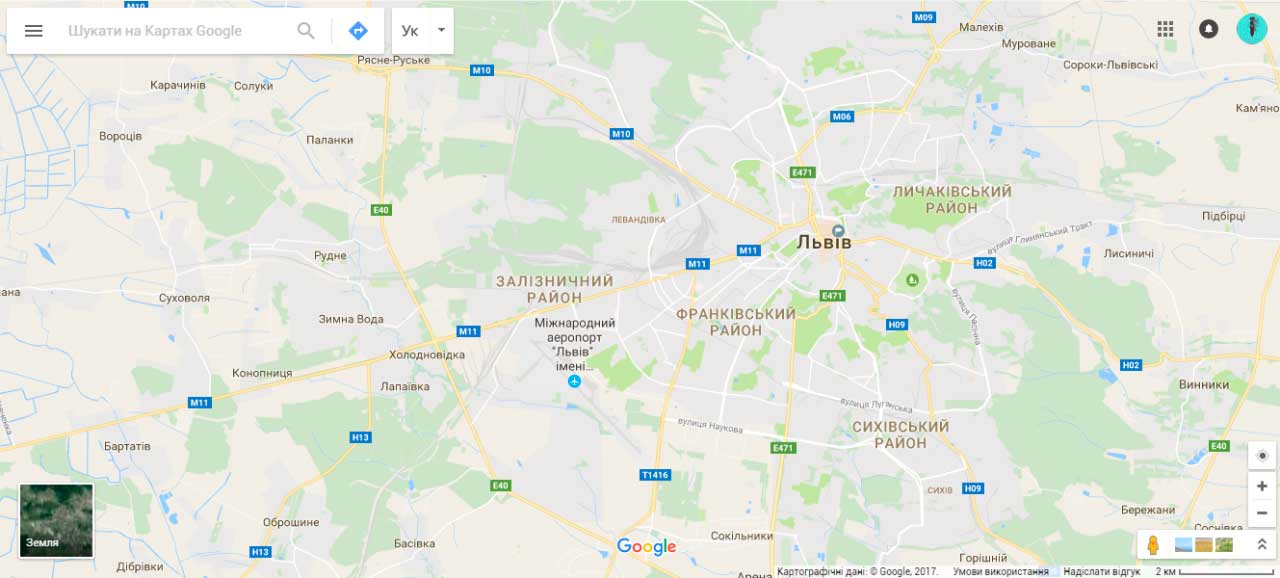 M10
Шукати на Картах Google
Ук
M09
Малехів
Муроване
Рясне-Руське
M10
Сороки-Львівські
Карачинів
Солуки
Кам'яно
M06
Вороців
Паланки
M10
E471
ЛИЧАКІВСЬКИЙ
РАЙОН
E40
ЛЕВАНДІВКА
Підбірці
Львів
вулиця Глинянський Тракт
M11
Рудне
Лисиничі
M11
H02
ЗАЛІЗНИЧНИЙ
РАЙОН
Суховоля
E471
вулиця Пасічна
ФРАНКІВСЬКИЙ
РАЙОН
Зимна Вода
Міжнародний
аеропорт
"Львів"
імені...
H09
M11
Холодновідка
H02
Конопниця
Лапаївка
Винники
M11
вулиця Луганська
вулиця Наукова
СИХІВСЬКИЙ
РАЙОН
H13
Бартатів
E471
E40
T1416
E40
СИХІВ
H09
Бережани
Оброшине
Сокільники
Соснівка
Земля
Басівка
Google
H13
Горішній
Дібрівки
Арена
Картографічні дані: © Google, 2017.
Умови використання
Надіслати відгук
2 км